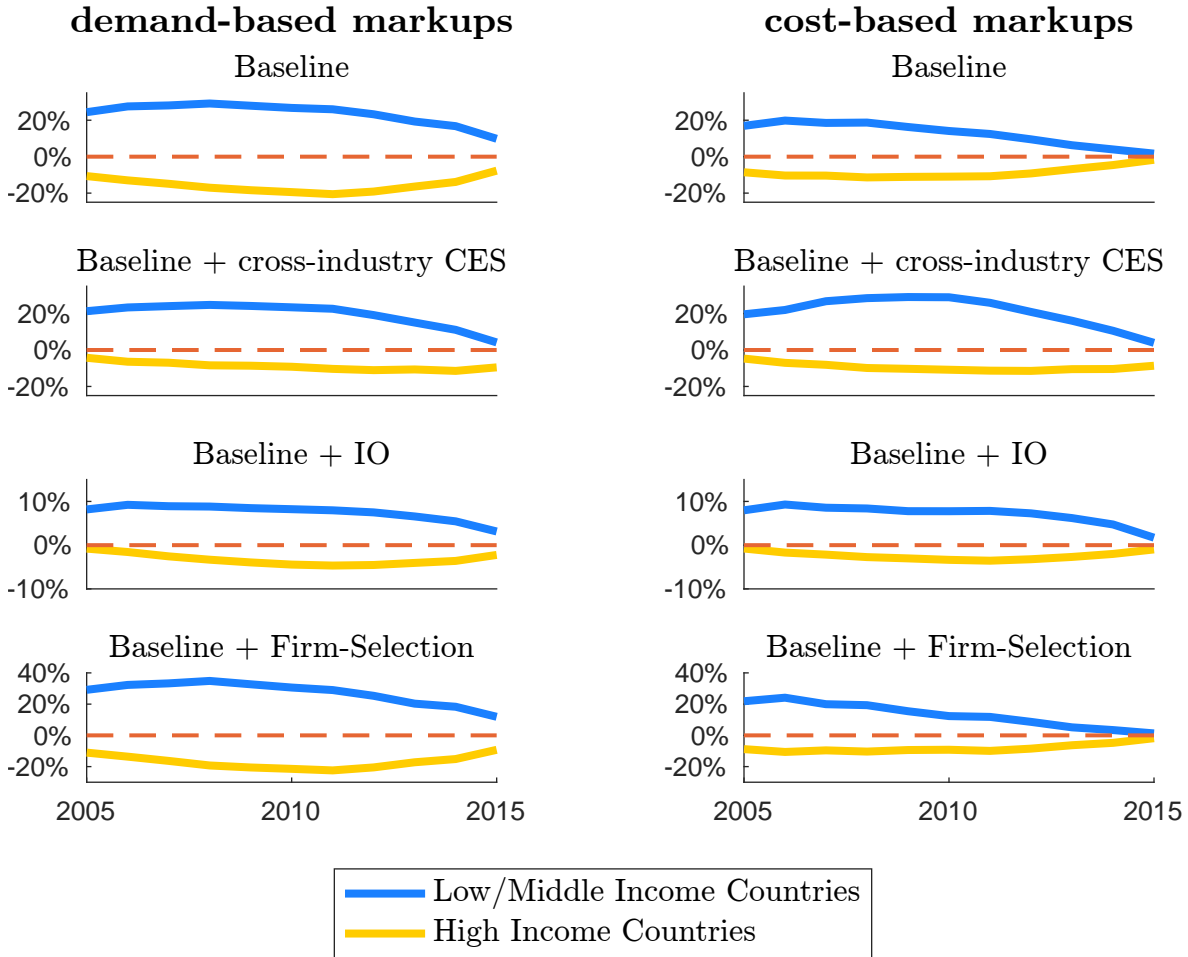 demand-based markups
Baseline
20%
0%
-20%
Baseline + cross-industry CES
20%
0%
-20%
Baseline + IO
10%
0%
-10%
Baseline + Firm-Selection
40%
20%
0%
-20%
2005
2010
2015
cost-based markups
Baseline
20%
0%
-20%
Baseline + cross-industry CES
20%
0%
-20%
Baseline + IO
10%
0%
-10%
Baseline + Firm-Selection
40%
20%
0%
-20%
2005
2010
2015
Low/Middle Income Countries
High Income Countries